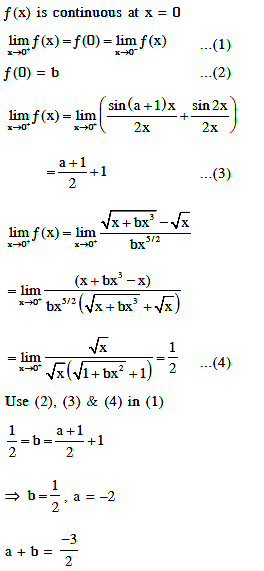 f(x) is continuous at x = 0
lim_{x→0⁺} f(x) = f(0) = lim_{x→0⁻} f(x) ...(1)
f(0) = b ...(2)
lim_{x→0⁺} f(x) = lim_{x→0⁺} ( sin(a+1)x / 2x + sin2x / 2x )
= (a+1)/2 + 1 ...(3)
lim_{x→0⁺} f(x) = lim_{x→0⁺} (√(x+bx³) − √x) / bx^{5/2}
= lim_{x→0⁺} (x+bx³−x) / (bx^{5/2}(√(x+bx³) + √x))
= lim_{x→0⁺} √x / (√x(√(1+bx²) + 1)) = 1/2 ...(4)
Use (2), (3) & (4) in (1)
1/2 = b = (a+1)/2 + 1
⇒ b = 1/2, a = −2
a + b = −3/2